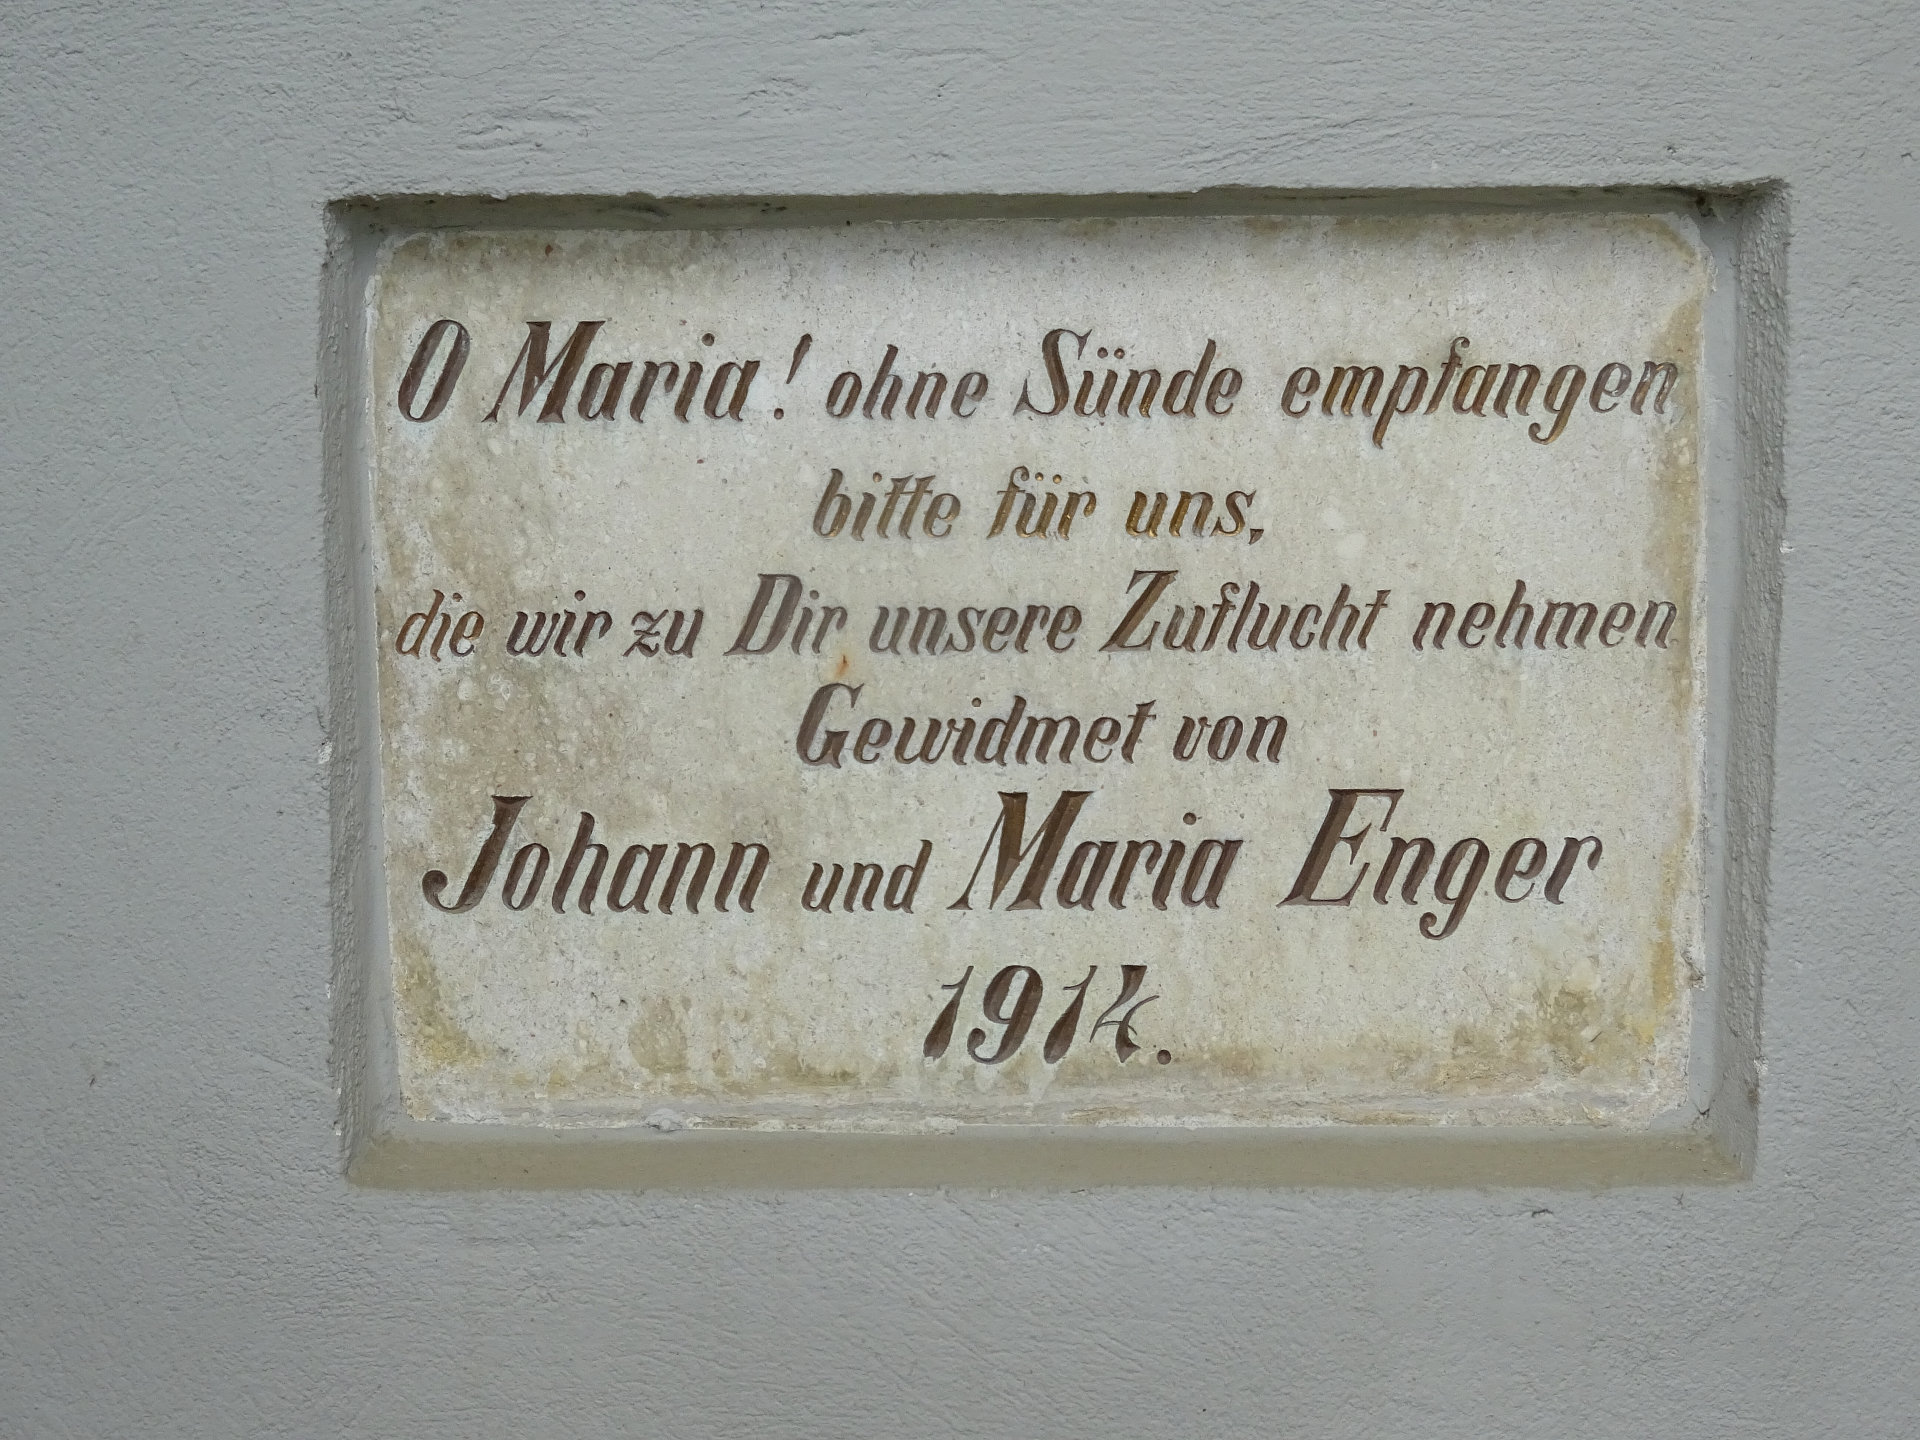 O Maria! ohne Sünde empfangen
bitte für uns,
die wir zu Dir unsere Zuflucht nehmen
Gewidmet von
Johann und Maria Enger
1914.